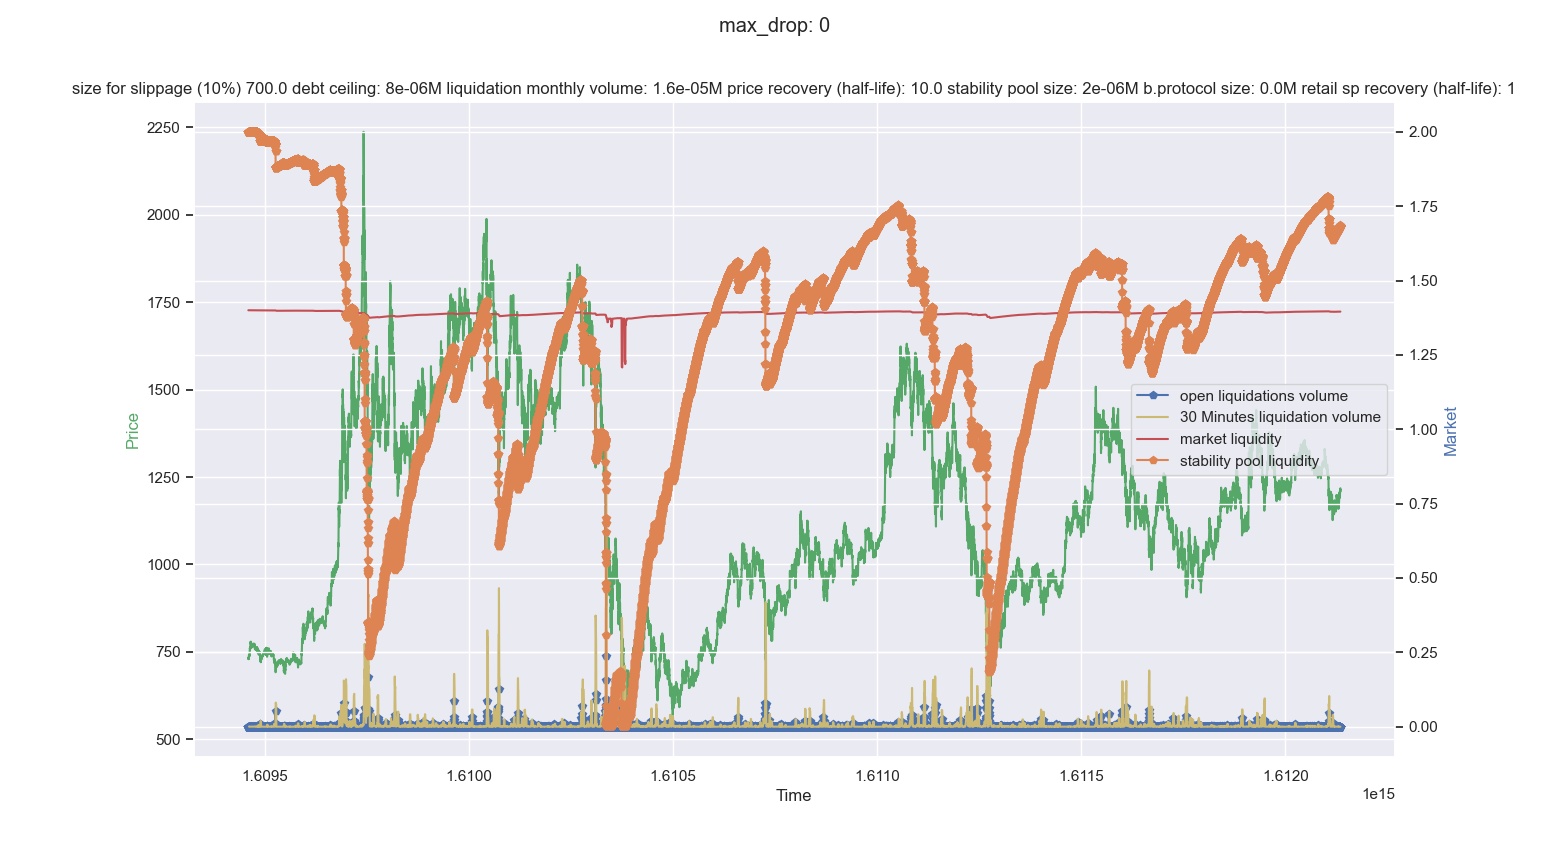 max_drop: 0
size for slippage (10%) 700.0 debt ceiling: 8e-06M liquidation monthly volume: 1.6e-05M price recovery (half-life): 10.0 stability pool size: 2e-06M b.protocol size: 0.0M retail sp recovery (half-life): 1
2250
2000
1750
1500
1250
1000
750
500
Price
2.00
1.75
1.50
1.25
1.00
0.75
0.50
0.25
0.00
Market
open liquidations volume
30 Minutes liquidation volume
market liquidity
stability pool liquidity
1.6095 1.6100 1.6105 1.6110 1.6115 1.6120
1e15
Time